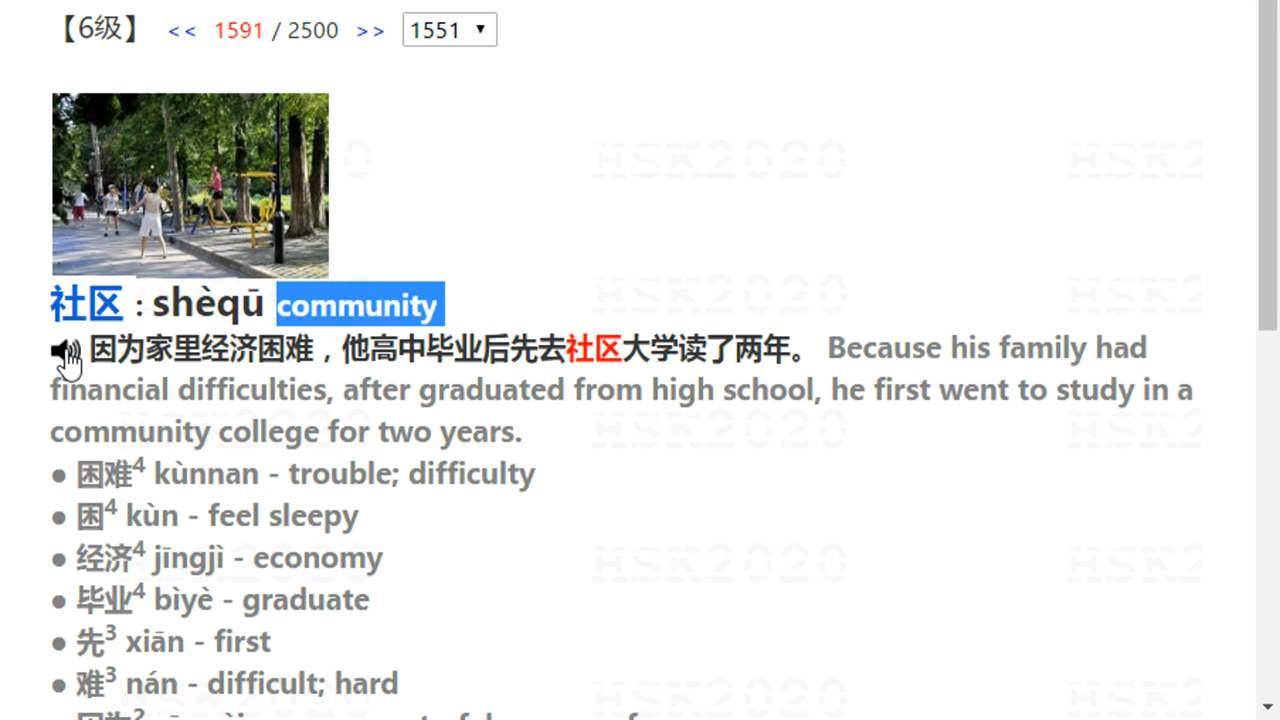 【6级】 << 1591 / 2500 >> 1551
社区 : shèqū community
因为家里经济困难，他高中毕业后先去社区大学读了两年。 Because his family had
financial difficulties, after graduated from high school, he first went to study in a
community college for two years.
● 困难4 kùnnan - trouble; difficulty
● 困4 kùn - feel sleepy
● 经济4 jīngjì - economy
● 毕业4 bìyè - graduate
● 先3 xiān - first
● 难3 nán - difficult; hard
HSK2020